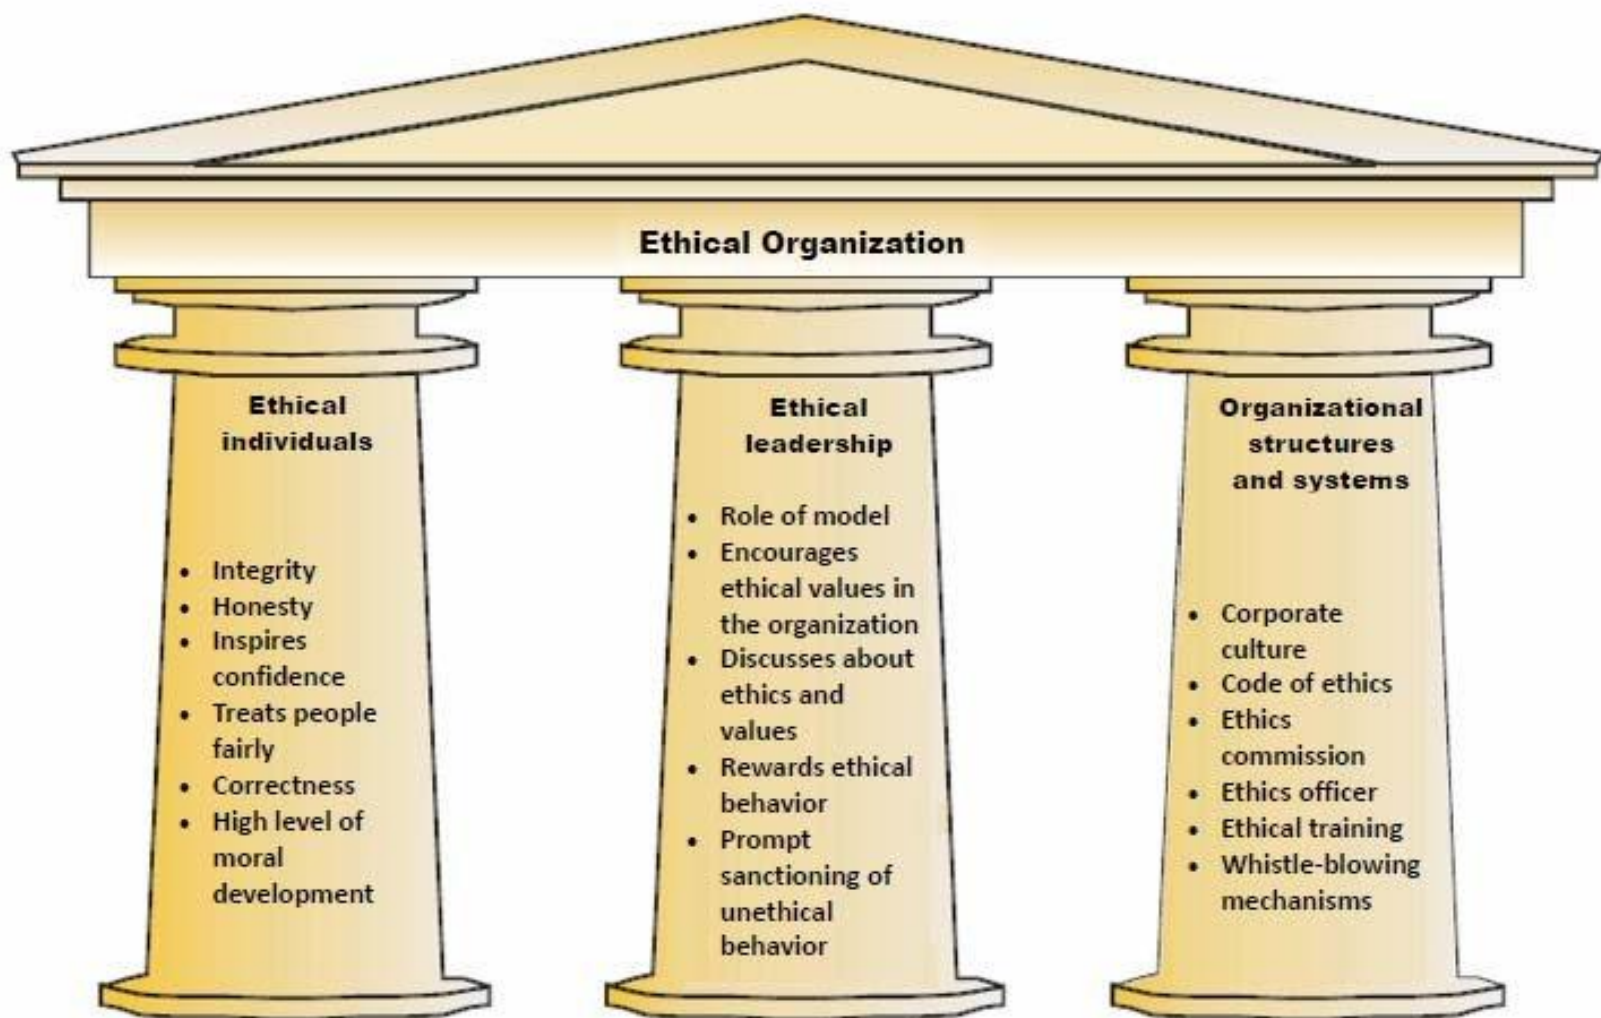 Ethical Organization
Ethical
individuals
• Integrity
• Honesty
• Inspires
confidence
• Treats people
fairly
• Correctness
• High level of
moral
development
Ethical
leadership
• Role of model
• Encourages
ethical values in
the organization
• Discusses about
ethics and
values
• Rewards ethical
behavior
• Prompt
sanctioning of
unethical
behavior
Organizational
structures
and systems
• Corporate
culture
• Code of ethics
• Ethics
commission
• Ethics officer
• Ethical training
• Whistle-blowing
mechanisms